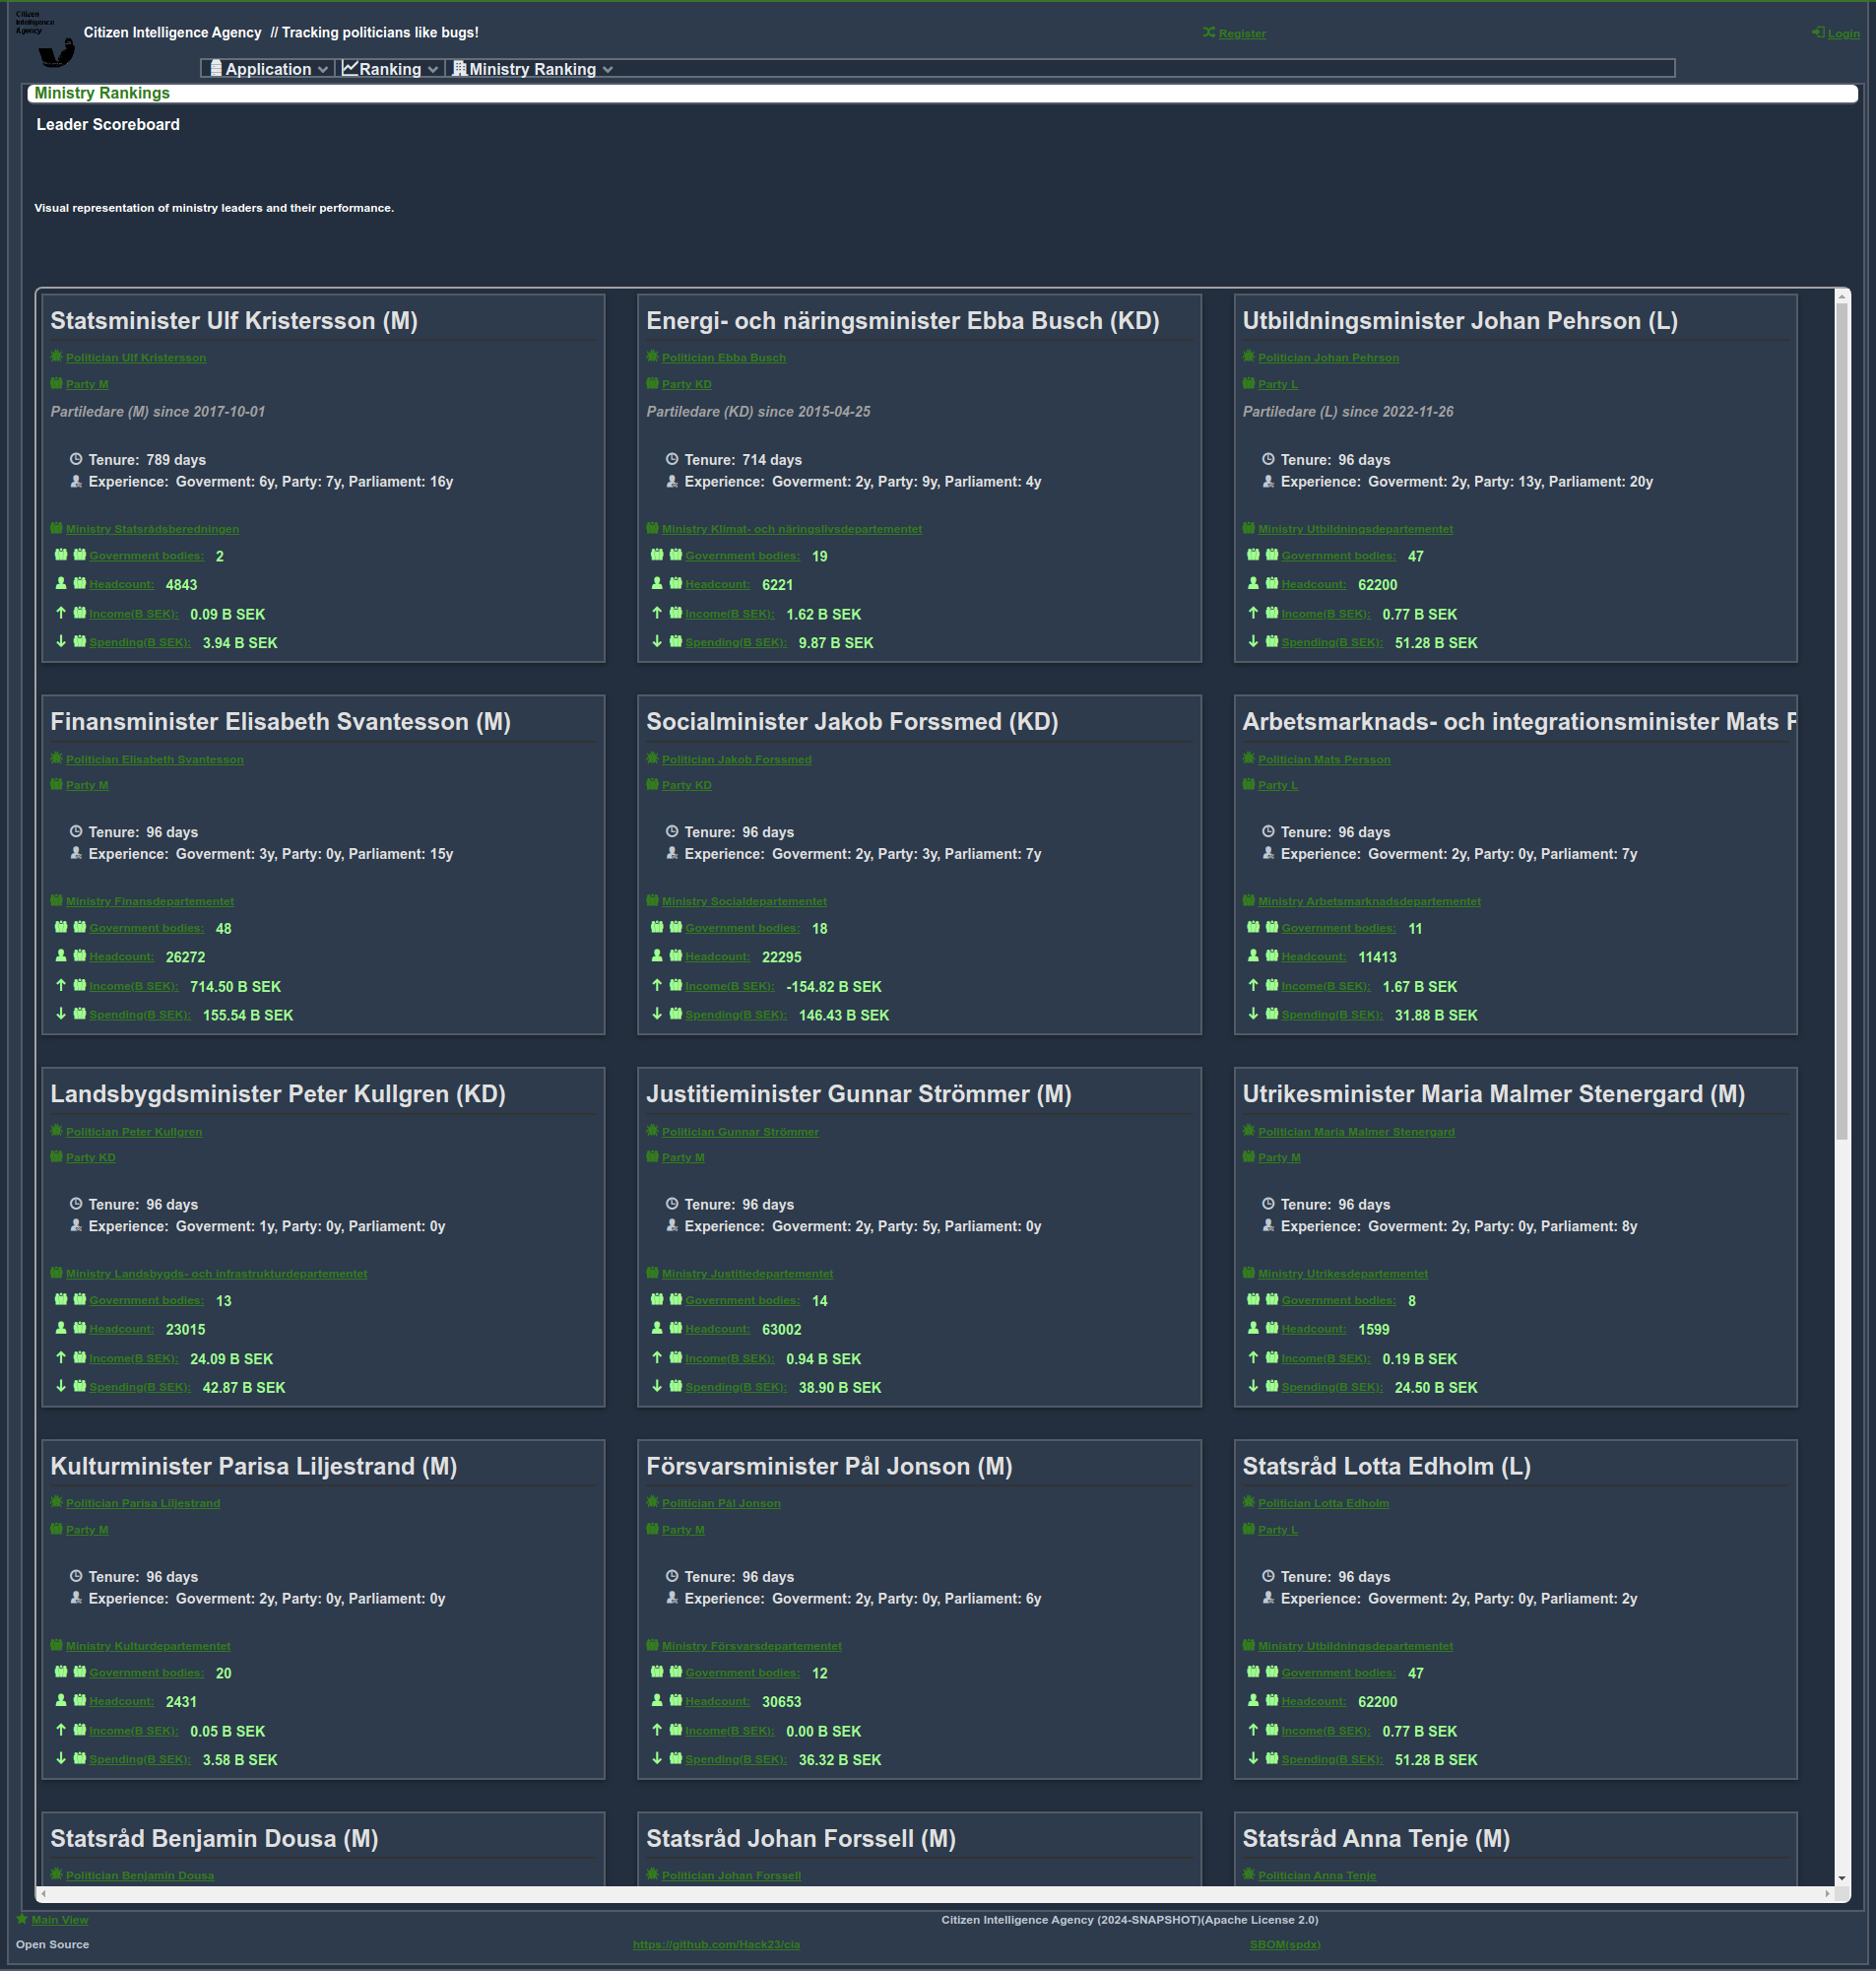 Citizen
Intelligence
Agency
Citizen Intelligence Agency // Tracking politicians like bugs!
Register
Login
Application
Ranking
Ministry Ranking
Ministry Rankings
Leader Scoreboard
Visual representation of ministry leaders and their performance.
Statsminister Ulf Kristersson (M)
Politician Ulf Kristersson
Party M
Partiledare (M) since 2017-10-01
Tenure: 789 days
Experience: Goverment: 6y, Party: 7y, Parliament: 16y
Ministry Statsrådsberedningen
Government bodies: 2
Headcount: 4843
Income(B SEK): 0.09 B SEK
Spending(B SEK): 3.94 B SEK
Energi- och näringsminister Ebba Busch (KD)
Politician Ebba Busch
Party KD
Partiledare (KD) since 2015-04-25
Tenure: 714 days
Experience: Goverment: 2y, Party: 9y, Parliament: 4y
Ministry Klimat- och näringslivsdepartementet
Government bodies: 19
Headcount: 6221
Income(B SEK): 1.62 B SEK
Spending(B SEK): 9.87 B SEK
Utbildningsminister Johan Pehrson (L)
Politician Johan Pehrson
Party L
Partiledare (L) since 2022-11-26
Tenure: 96 days
Experience: Goverment: 2y, Party: 13y, Parliament: 20y
Ministry Utbildningsdepartementet
Government bodies: 47
Headcount: 62200
Income(B SEK): 0.77 B SEK
Spending(B SEK): 51.28 B SEK
Finansminister Elisabeth Svantesson (M)
Politician Elisabeth Svantesson
Party M
Tenure: 96 days
Experience: Goverment: 3y, Party: 0y, Parliament: 15y
Ministry Finansdepartementet
Government bodies: 48
Headcount: 26272
Income(B SEK): 714.50 B SEK
Spending(B SEK): 155.54 B SEK
Socialminister Jakob Forssmed (KD)
Politician Jakob Forssmed
Party KD
Tenure: 96 days
Experience: Goverment: 2y, Party: 3y, Parliament: 7y
Ministry Socialdepartementet
Government bodies: 18
Headcount: 22295
Income(B SEK): -154.82 B SEK
Spending(B SEK): 146.43 B SEK
Arbetsmarknads- och integrationsminister Mats
Politician Mats Persson
Party L
Tenure: 96 days
Experience: Goverment: 2y, Party: 0y, Parliament: 7y
Ministry Arbetsmarknadsdepartementet
Government bodies: 11
Headcount: 11413
Income(B SEK): 1.67 B SEK
Spending(B SEK): 31.88 B SEK
Landsbygdsminister Peter Kullgren (KD)
Politician Peter Kullgren
Party KD
Tenure: 96 days
Experience: Goverment: 1y, Party: 0y, Parliament: 0y
Ministry Landsbygds- och infrastrukturdepartementet
Government bodies: 13
Headcount: 23015
Income(B SEK): 24.09 B SEK
Spending(B SEK): 42.87 B SEK
Justitieminister Gunnar Strömmer (M)
Politician Gunnar Strömmer
Party M
Tenure: 96 days
Experience: Goverment: 2y, Party: 5y, Parliament: 0y
Ministry Justitiedepartementet
Government bodies: 14
Headcount: 63002
Income(B SEK): 0.94 B SEK
Spending(B SEK): 38.90 B SEK
Utrikesminister Maria Malmer Stenergard (M)
Politician Maria Malmer Stenergard
Party M
Tenure: 96 days
Experience: Goverment: 2y, Party: 0y, Parliament: 8y
Ministry Utrikesdepartementet
Government bodies: 8
Headcount: 1599
Income(B SEK): 0.19 B SEK
Spending(B SEK): 24.50 B SEK
Kulturminister Parisa Liljestrand (M)
Politician Parisa Liljestrand
Party M
Tenure: 96 days
Experience: Goverment: 2y, Party: 0y, Parliament: 0y
Ministry Kulturdepartementet
Government bodies: 20
Headcount: 2431
Income(B SEK): 0.05 B SEK
Spending(B SEK): 3.58 B SEK
Försvarsminister Pål Jonson (M)
Politician Pål Jonson
Party M
Tenure: 96 days
Experience: Goverment: 2y, Party: 0y, Parliament: 6y
Ministry Försvarsdepartementet
Government bodies: 12
Headcount: 30653
Income(B SEK): 0.00 B SEK
Spending(B SEK): 36.32 B SEK
Statsråd Lotta Edholm (L)
Politician Lotta Edholm
Party L
Tenure: 96 days
Experience: Goverment: 2y, Party: 0y, Parliament: 2y
Ministry Utbildningsdepartementet
Government bodies: 47
Headcount: 62200
Income(B SEK): 0.77 B SEK
Spending(B SEK): 51.28 B SEK
Statsråd Benjamin Dousa (M)
Politician Benjamin Dousa
Statsråd Johan Forssell (M)
Politician Johan Forssell
Statsråd Anna Tenje (M)
Politician Anna Tenje
Main View
Citizen Intelligence Agency (2024-SNAPSHOT)(Apache License 2.0)
Open Source
https://github.com/Hack23/cia
SBOM(spdx)